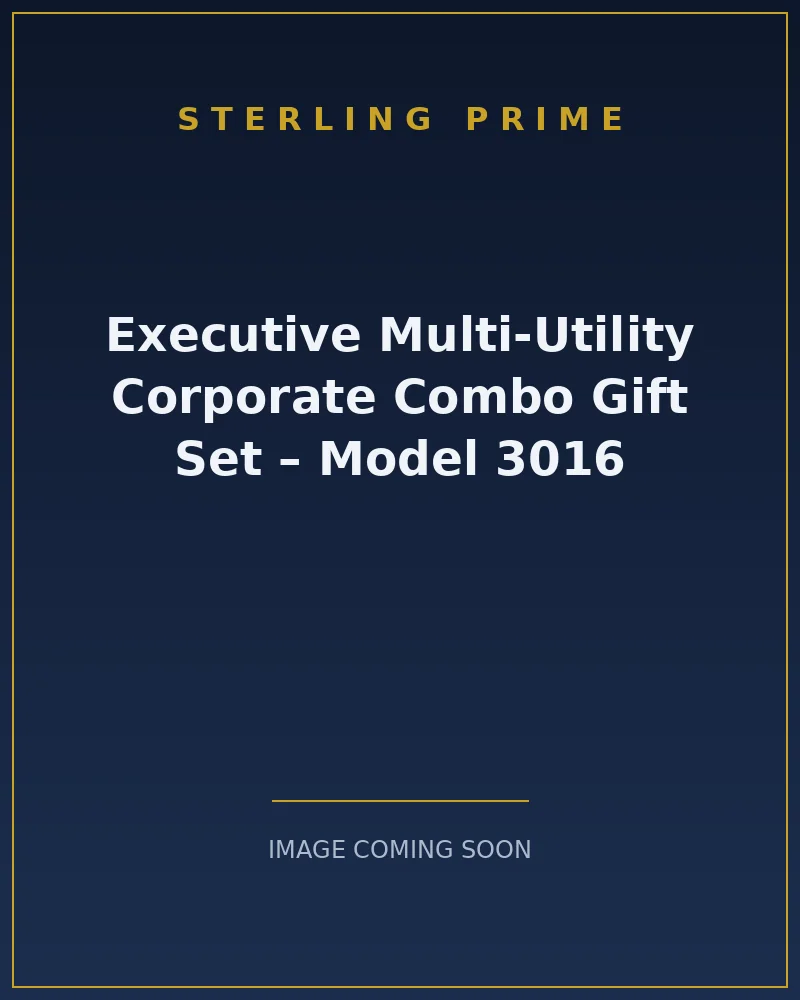 STERLING PRIME
Executive Multi-Utility
Corporate Combo Gift
Set – Model 3016
IMAGE COMING SOON